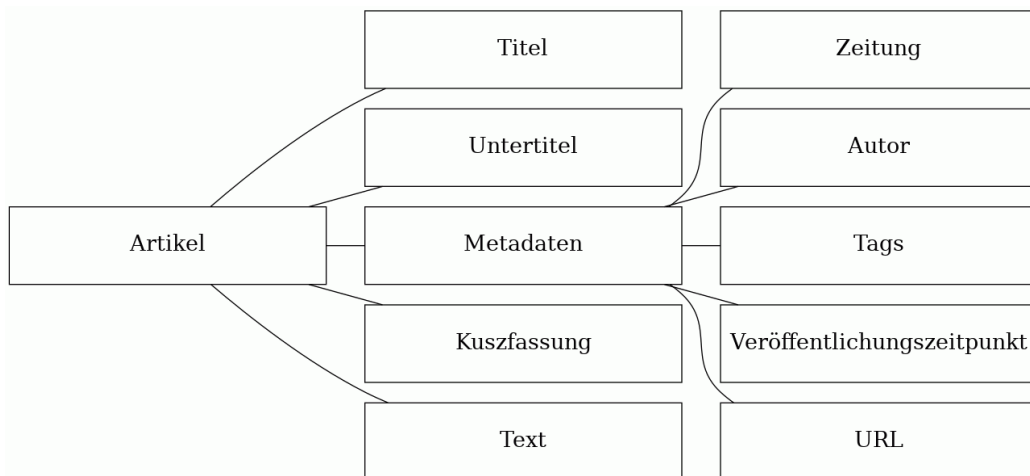 Titel
Zeitung
Untertitel
Autor
Artikel
Metadaten
Tags
Kuszfassung
Veröffentlichungszeitpunkt
Text
URL